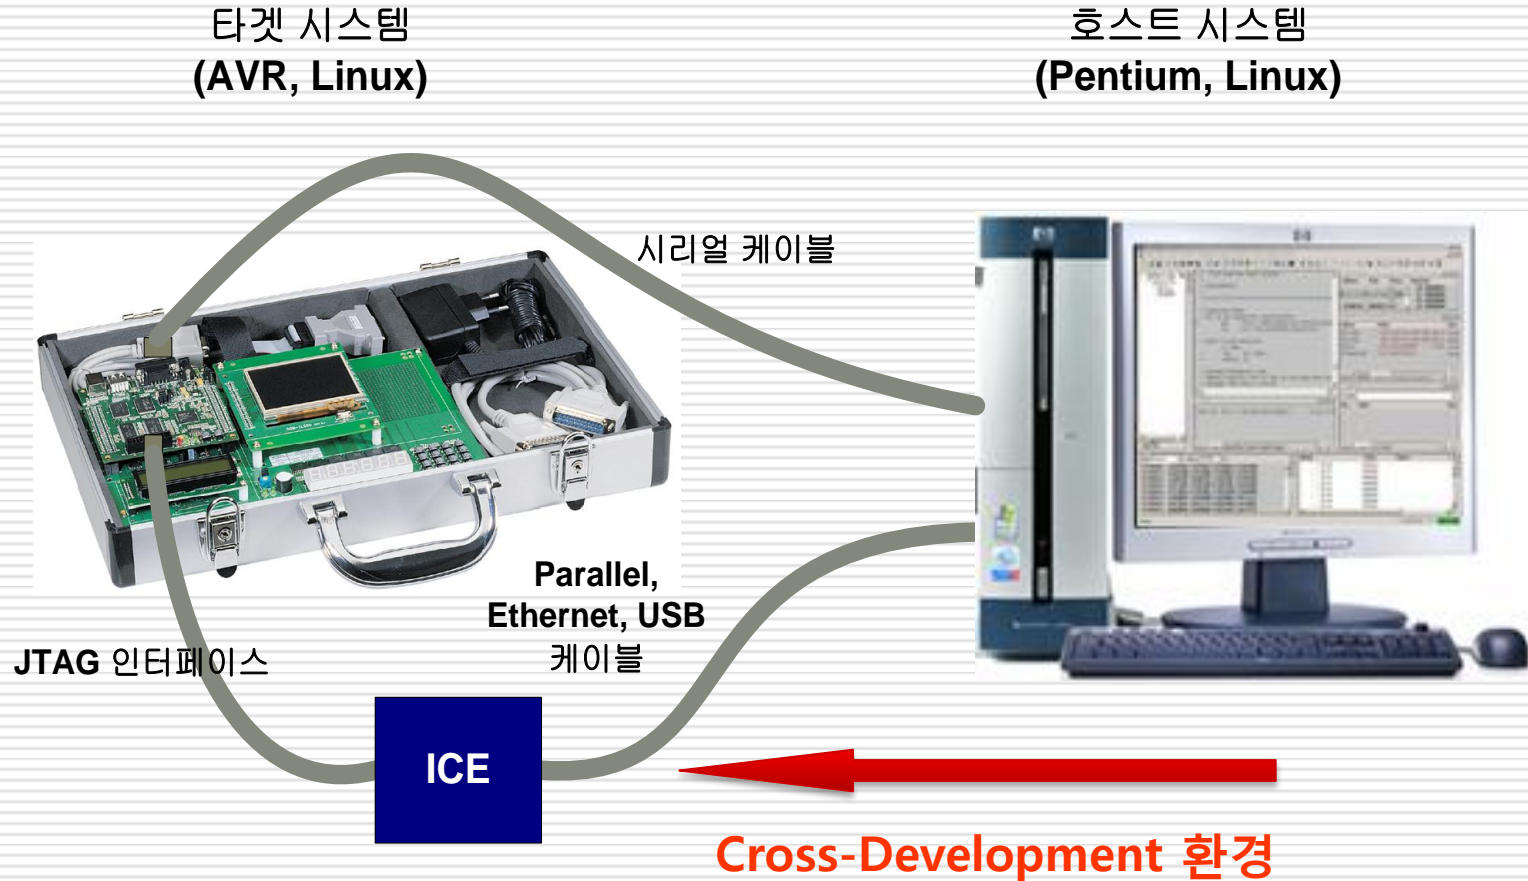 타겟 시스템
(AVR, Linux)
호스트 시스템
(Pentium, Linux)
시리얼 케이블
Parallel,
Ethernet, USB
케이블
JTAG 인터페이스
ICE
Cross-Development 환경